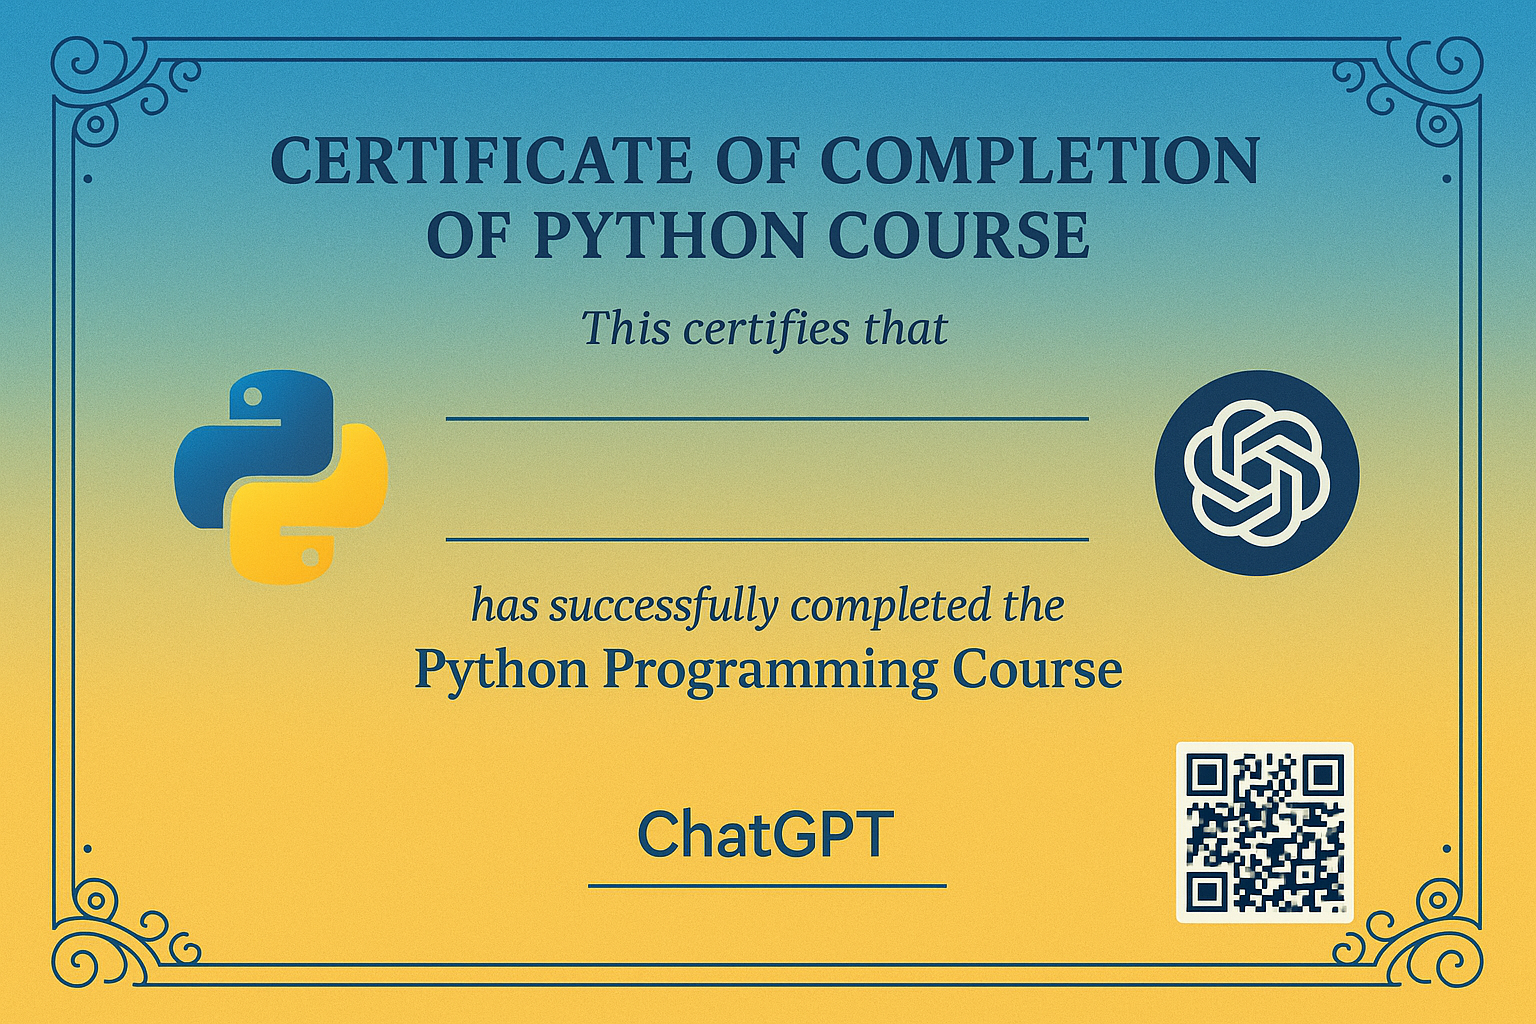 CERTIFICATE OF COMPLETION
OF PYTHON COURSE
This certifies that
has successfully completed the
Python Programming Course
ChatGPT